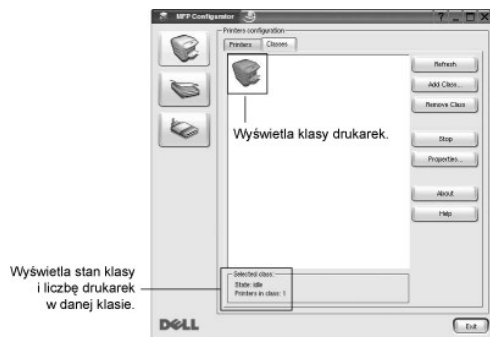 MFP Configurator
Printers configuration
Printers
Classes
Refresh
Add Class...
Remove Class
Wyświetla klasy drukarek.
Stop
Properties...
About
Help
Wyświetla stan klasy
i liczbę drukarek
w danej klasie.
Selected class:
State: idle
Printers in class: 1
DELL
Exit